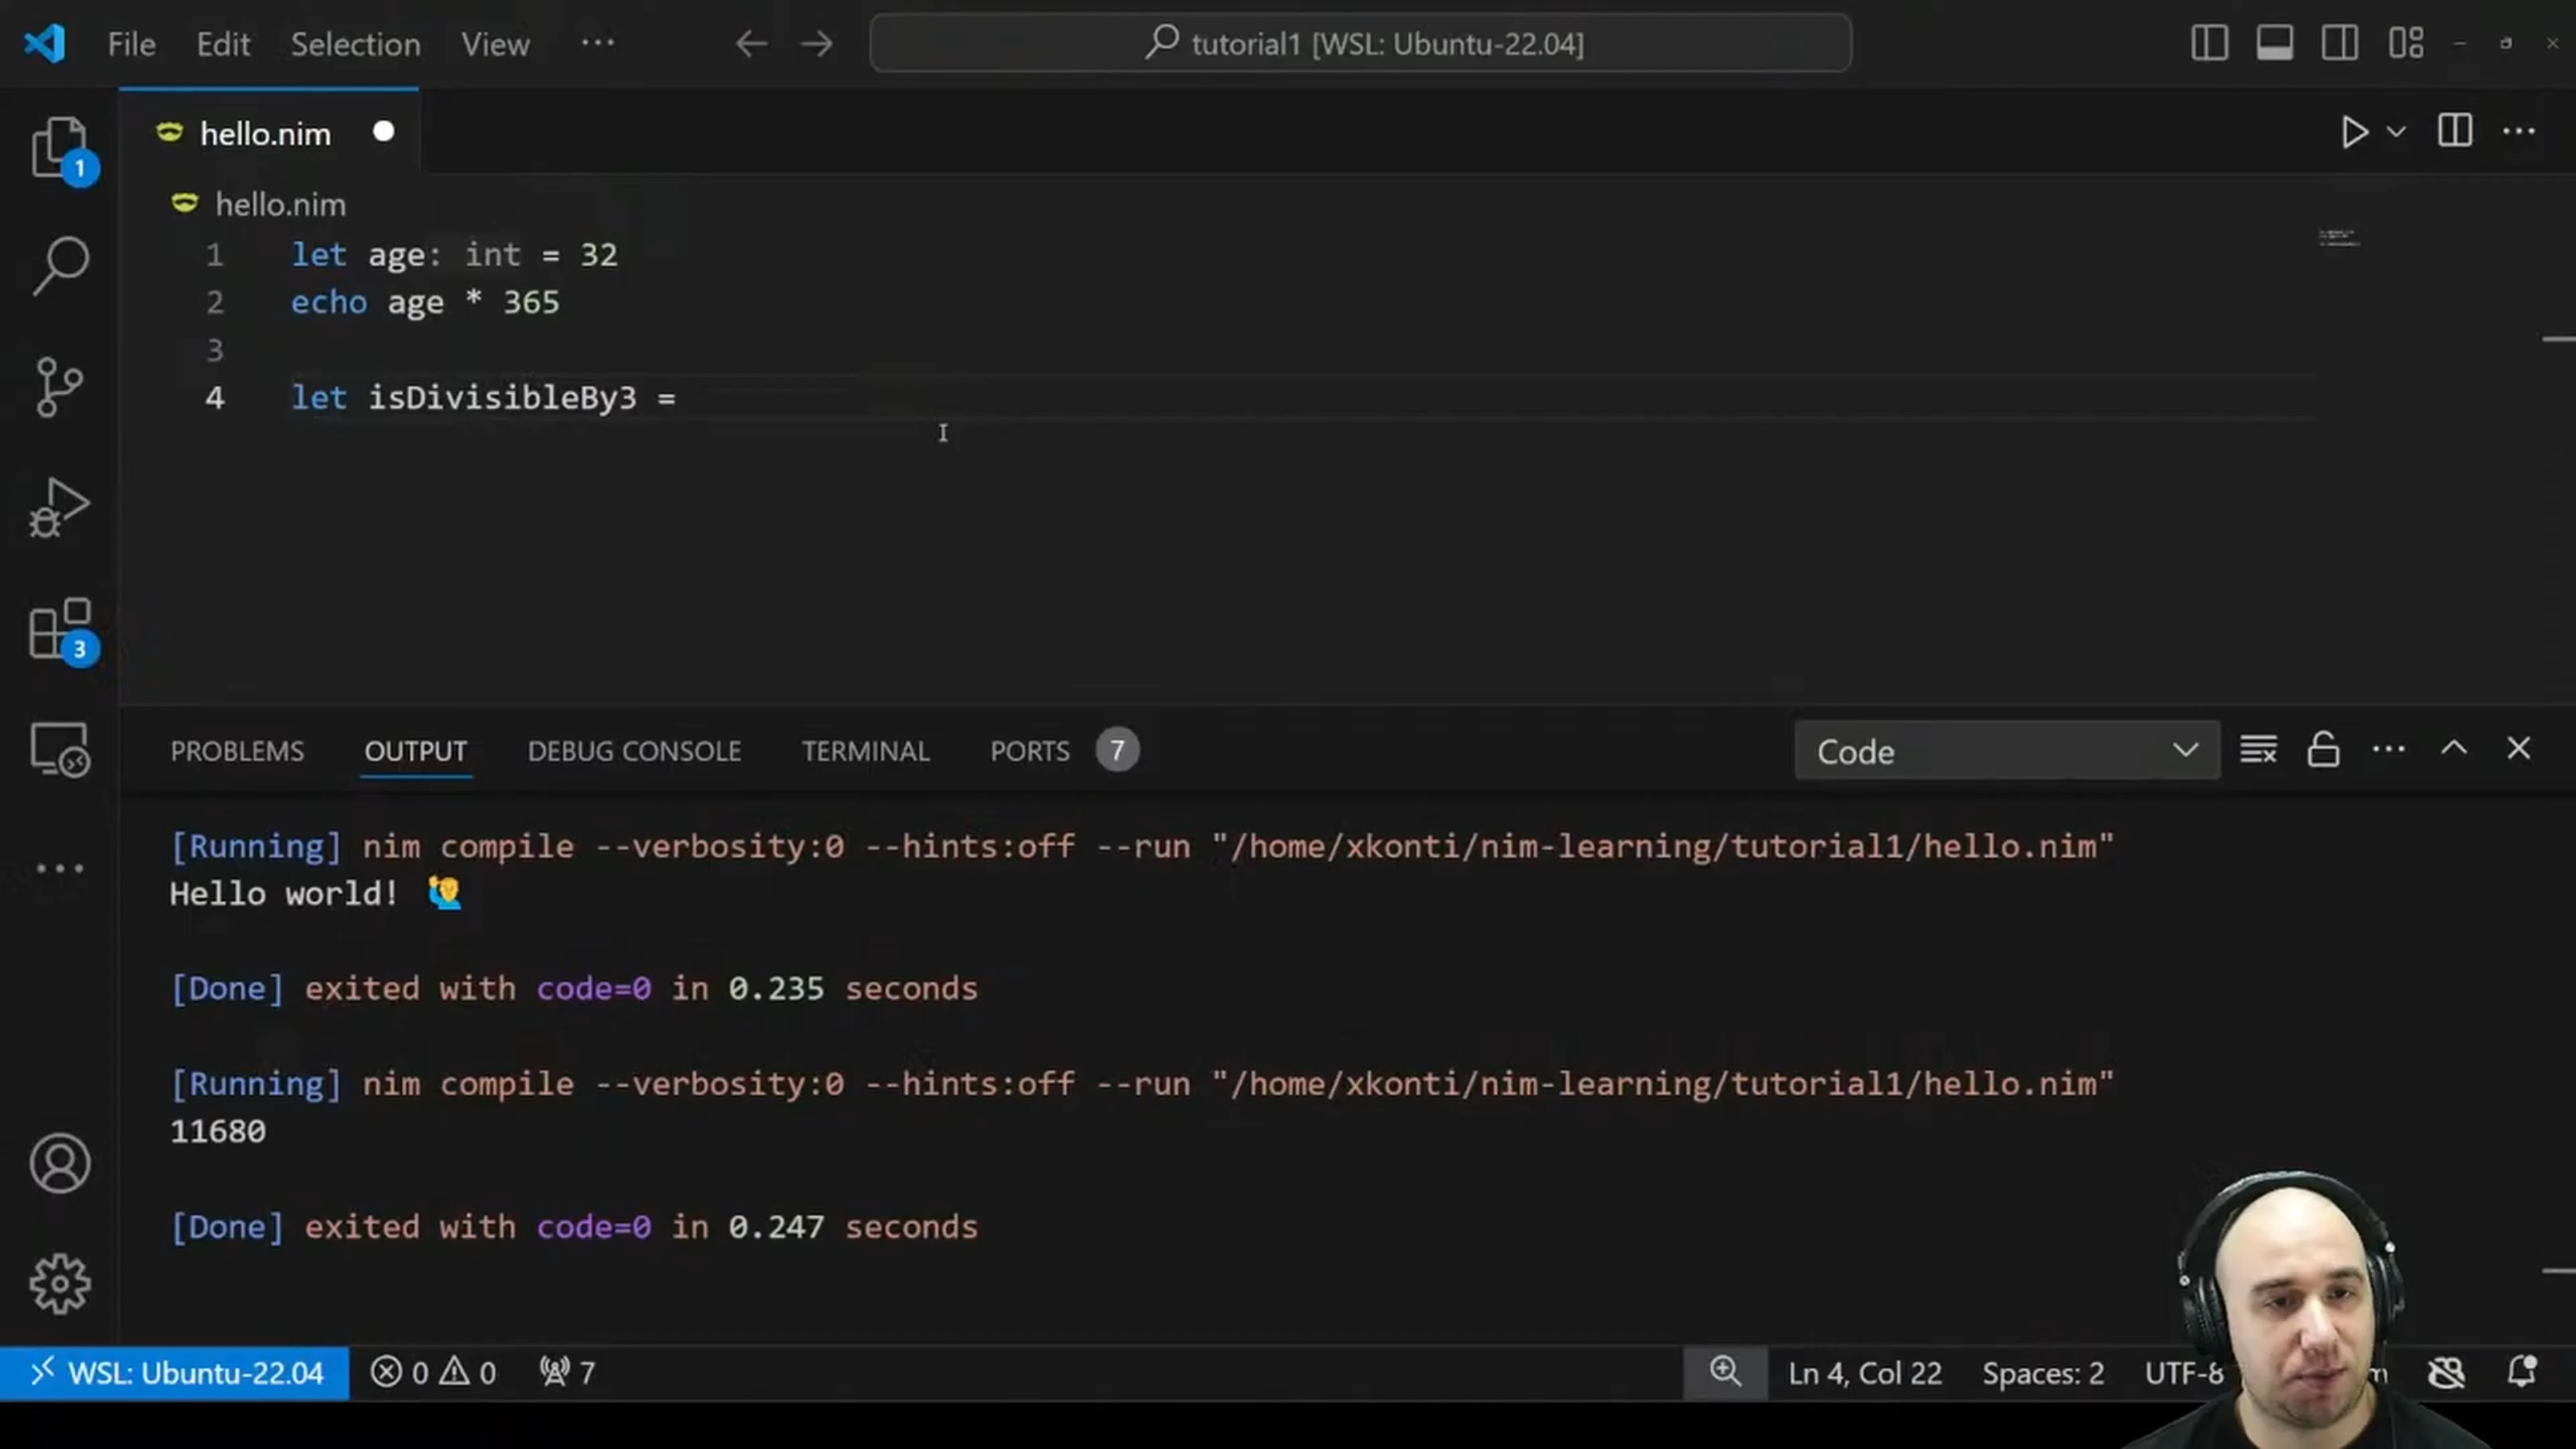 File Edit Selection View ··· tutorial1 [WSL: Ubuntu-22.04]
hello.nim
1
hello.nim
1 let age: int = 32
2 echo age * 365
3
4 let isDivisibleBy3 =
3
PROBLEMS OUTPUT DEBUG CONSOLE TERMINAL PORTS 7 Code
[Running] nim compile --verbosity:0 --hints:off --run "/home/xkonti/nim-learning/tutorial1/hello.nim"
Hello world! 🙋‍♂️
[Done] exited with code=0 in 0.235 seconds
[Running] nim compile --verbosity:0 --hints:off --run "/home/xkonti/nim-learning/tutorial1/hello.nim"
11680
[Done] exited with code=0 in 0.247 seconds
WSL: Ubuntu-22.04 0 0 7 Ln 4, Col 22 Spaces: 2 UTF-8